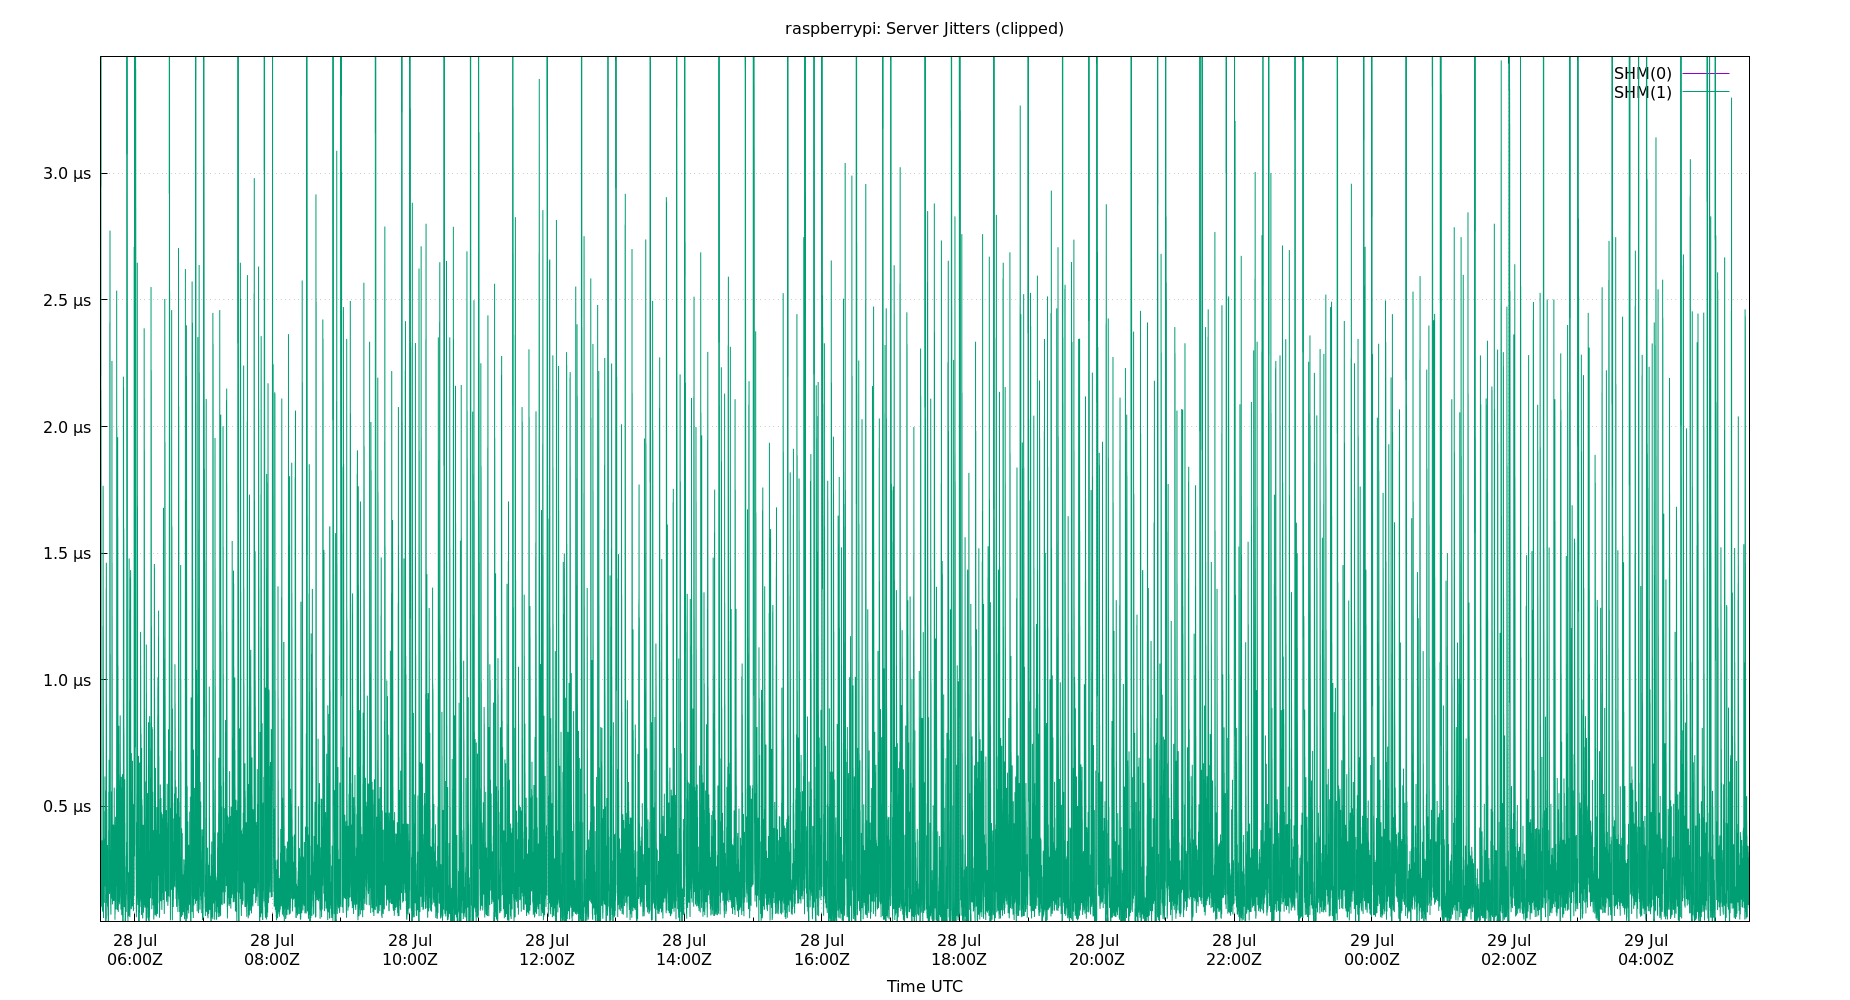 raspberrypi: Server Jitters (clipped)
SHM(0)
SHM(1)
3.0 µs
2.5 µs
2.0 µs
1.5 µs
1.0 µs
0.5 µs
28 Jul 28 Jul 28 Jul 28 Jul 28 Jul 28 Jul 28 Jul 28 Jul 28 Jul 29 Jul 29 Jul 29 Jul
06:00Z 08:00Z 10:00Z 12:00Z 14:00Z 16:00Z 18:00Z 20:00Z 22:00Z 00:00Z 02:00Z 04:00Z
Time UTC